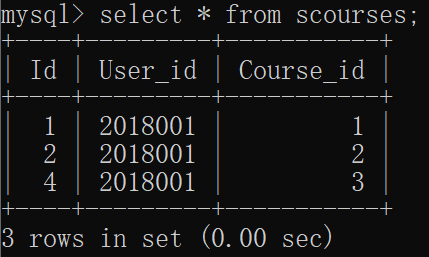 mysql> select * from scourses;
+----+---------+-----------+
| Id | User_id | Course_id |
+----+---------+-----------+
|  1 | 2018001 |         1 |
|  2 | 2018001 |         2 |
|  4 | 2018001 |         3 |
+----+---------+-----------+
3 rows in set (0.00 sec)